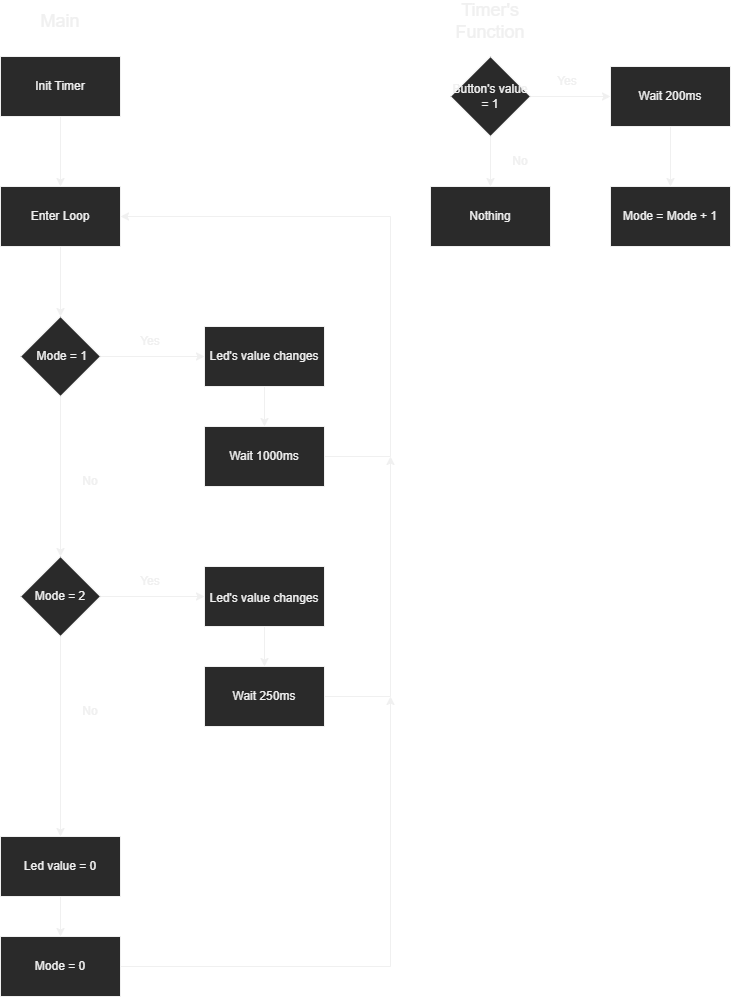 Main
Init Timer
Enter Loop
Mode = 1
Yes
Led's value changes
Wait 1000ms
No
Mode = 2
Yes
Led's value changes
Wait 250ms
No
Led value = 0
Mode = 0
Timer's
Function
Button's value
= 1
Yes
Wait 200ms
No
Nothing
Mode = Mode + 1